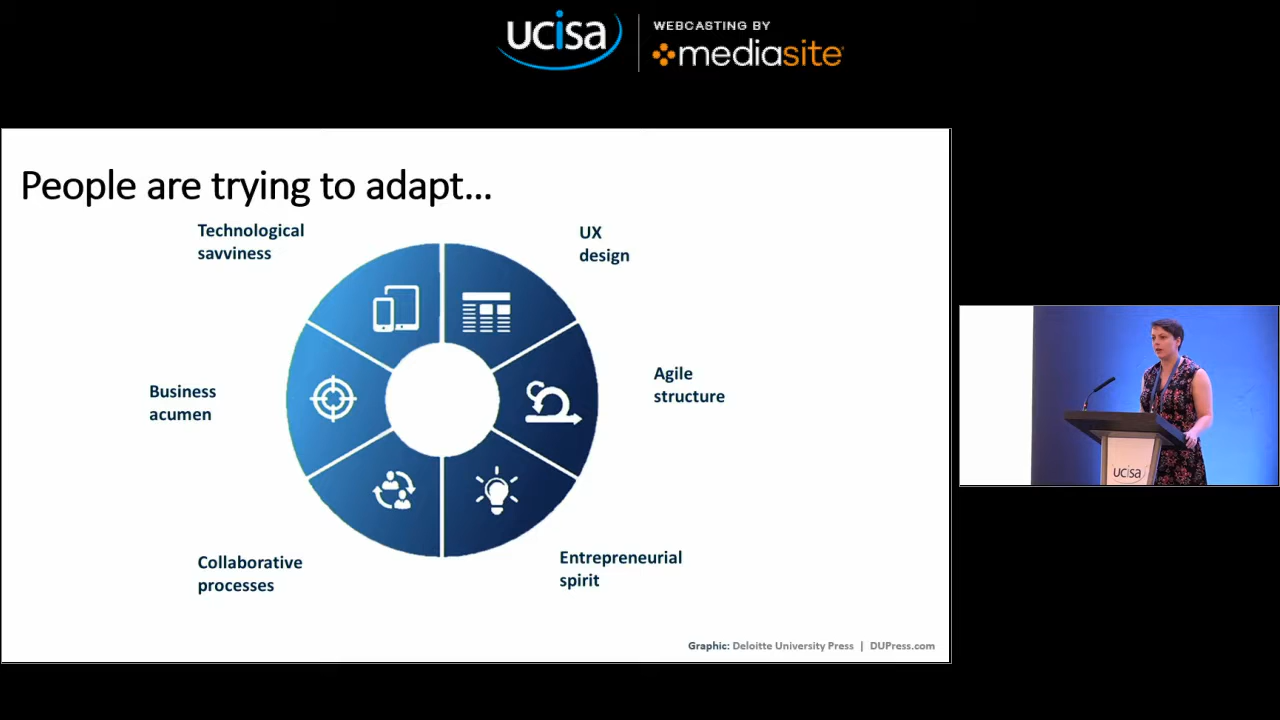 ucisa
WEBCASTING BY
mediasite
People are trying to adapt...
Technological
savviness
UX
design
Business
acumen
Agile
structure
Collaborative
processes
Entrepreneurial
spirit
Graphic: Deloitte University Press | DUPress.com
ucisa